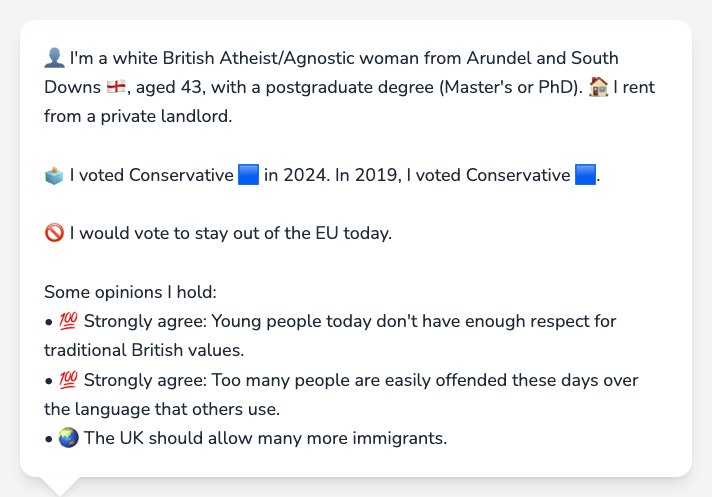 👤 I'm a white British Atheist/Agnostic woman from Arundel and South
Downs 🏴󠁧󠁢󠁥󠁮󠁧󠁿, aged 43, with a postgraduate degree (Master's or PhD). 🏠 I rent
from a private landlord.
🗳️ I voted Conservative 🟦 in 2024. In 2019, I voted Conservative 🟦.
🚫 I would vote to stay out of the EU today.
Some opinions I hold:
• 💯 Strongly agree: Young people today don't have enough respect for
traditional British values.
• 💯 Strongly agree: Too many people are easily offended these days over
the language that others use.
• 🌏 The UK should allow many more immigrants.